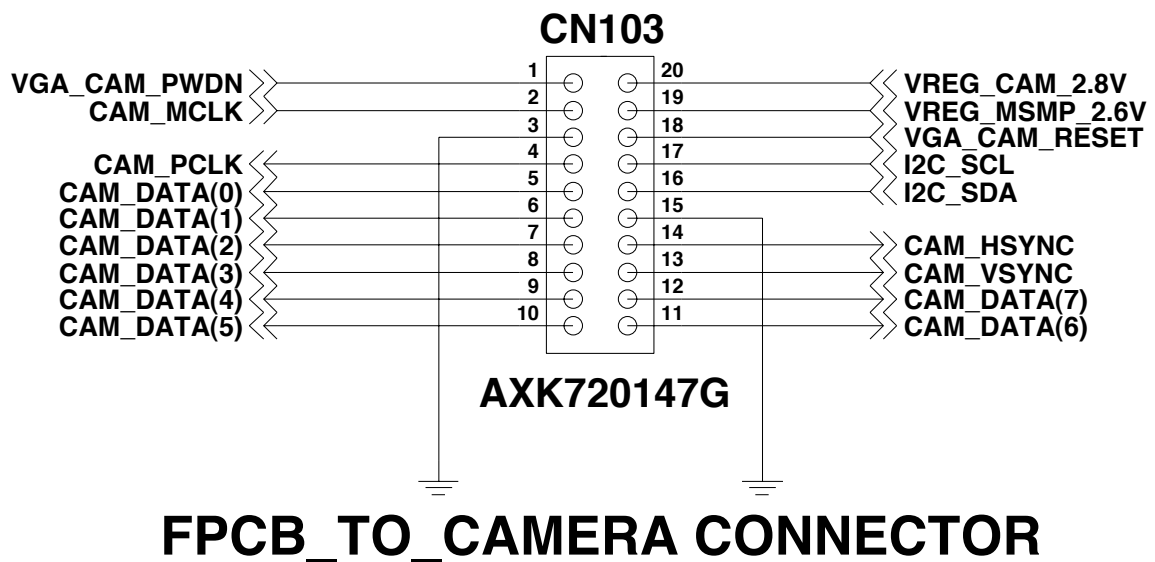 CN103
VGA_CAM_PWDN 1 20 VREG_CAM_2.8V
CAM_MCLK 2 19 VREG_MSMP_2.6V
3 18 VGA_CAM_RESET
CAM_PCLK 4 17 I2C_SCL
CAM_DATA(0) 5 16 I2C_SDA
CAM_DATA(1) 6 15
CAM_DATA(2) 7 14 CAM_HSYNC
CAM_DATA(3) 8 13 CAM_VSYNC
CAM_DATA(4) 9 12 CAM_DATA(7)
CAM_DATA(5) 10 11 CAM_DATA(6)
AXK720147G
FPCB_TO_CAMERA CONNECTOR